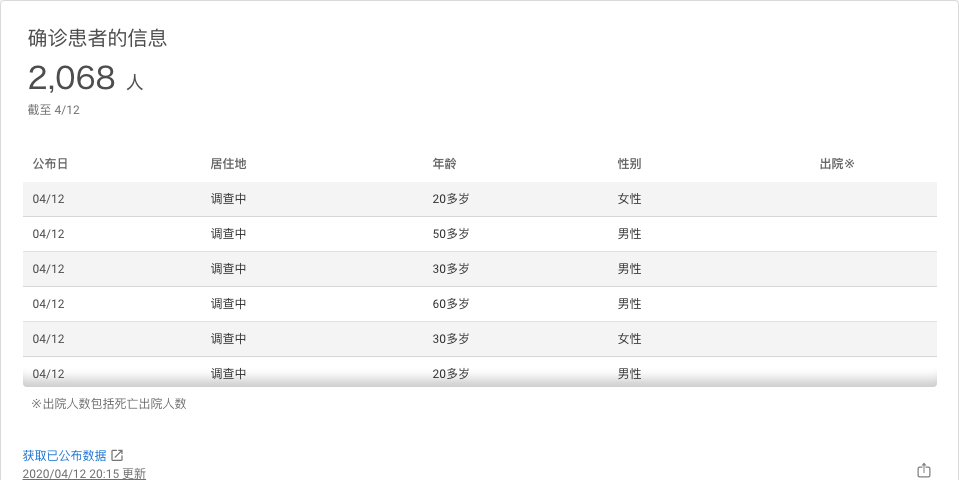 确诊患者的信息
2,068 人
截至 4/12
公布日 居住地 年龄 性别 出院※
04/12 调查中 20多岁 女性
04/12 调查中 50多岁 男性
04/12 调查中 30多岁 男性
04/12 调查中 60多岁 男性
04/12 调查中 30多岁 女性
04/12 调查中 20多岁 男性
※出院人数包括死亡出院人数
获取已公布数据
2020/04/12 20:15 更新